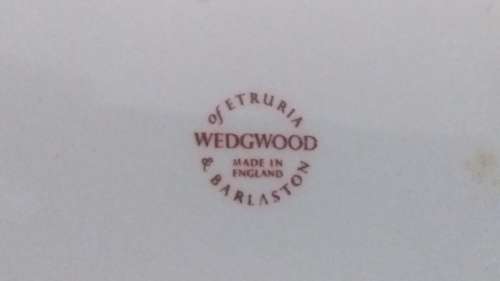 of ETRURIA
WEDGWOOD
MADE IN
ENGLAND
& BARLASTON